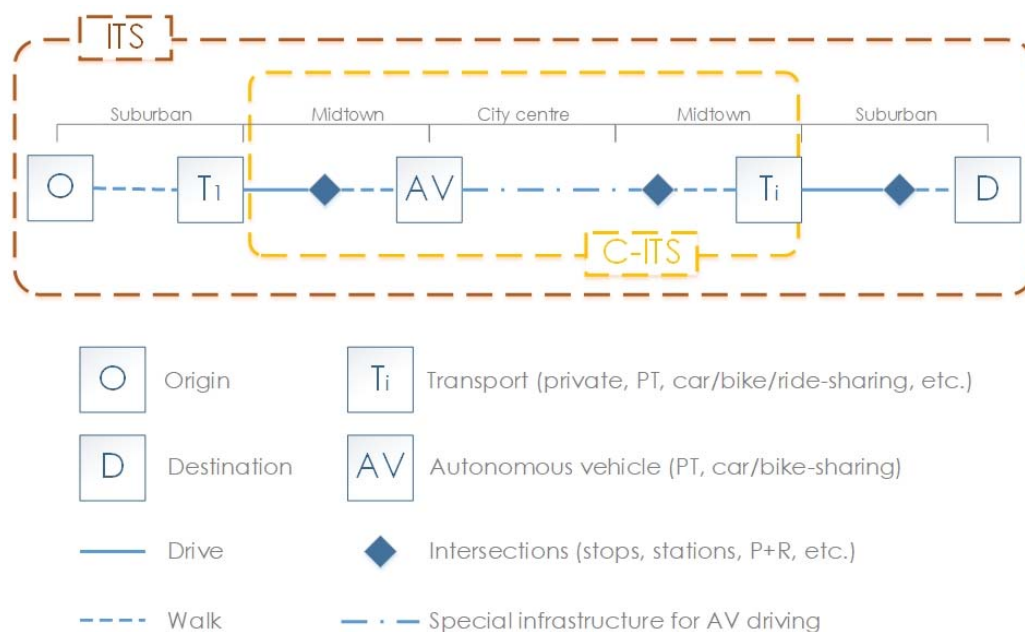 ITS
Suburban Midtown City centre Midtown Suburban
O T1 AV Ti D
C-ITS
O Origin Ti Transport (private, PT, car/bike/ride-sharing, etc.)
D Destination AV Autonomous vehicle (PT, car/bike-sharing)
Drive Intersections (stops, stations, P+R, etc.)
Walk Special infrastructure for AV driving